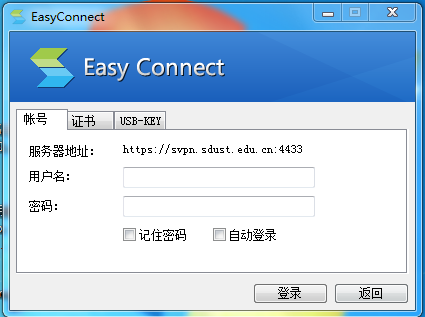 EasyConnect
Easy Connect
帐号 证书 USB-KEY
服务器地址： https://svpn.sdust.edu.cn:4433
用户名：
密码：
记住密码 自动登录
登录 返回